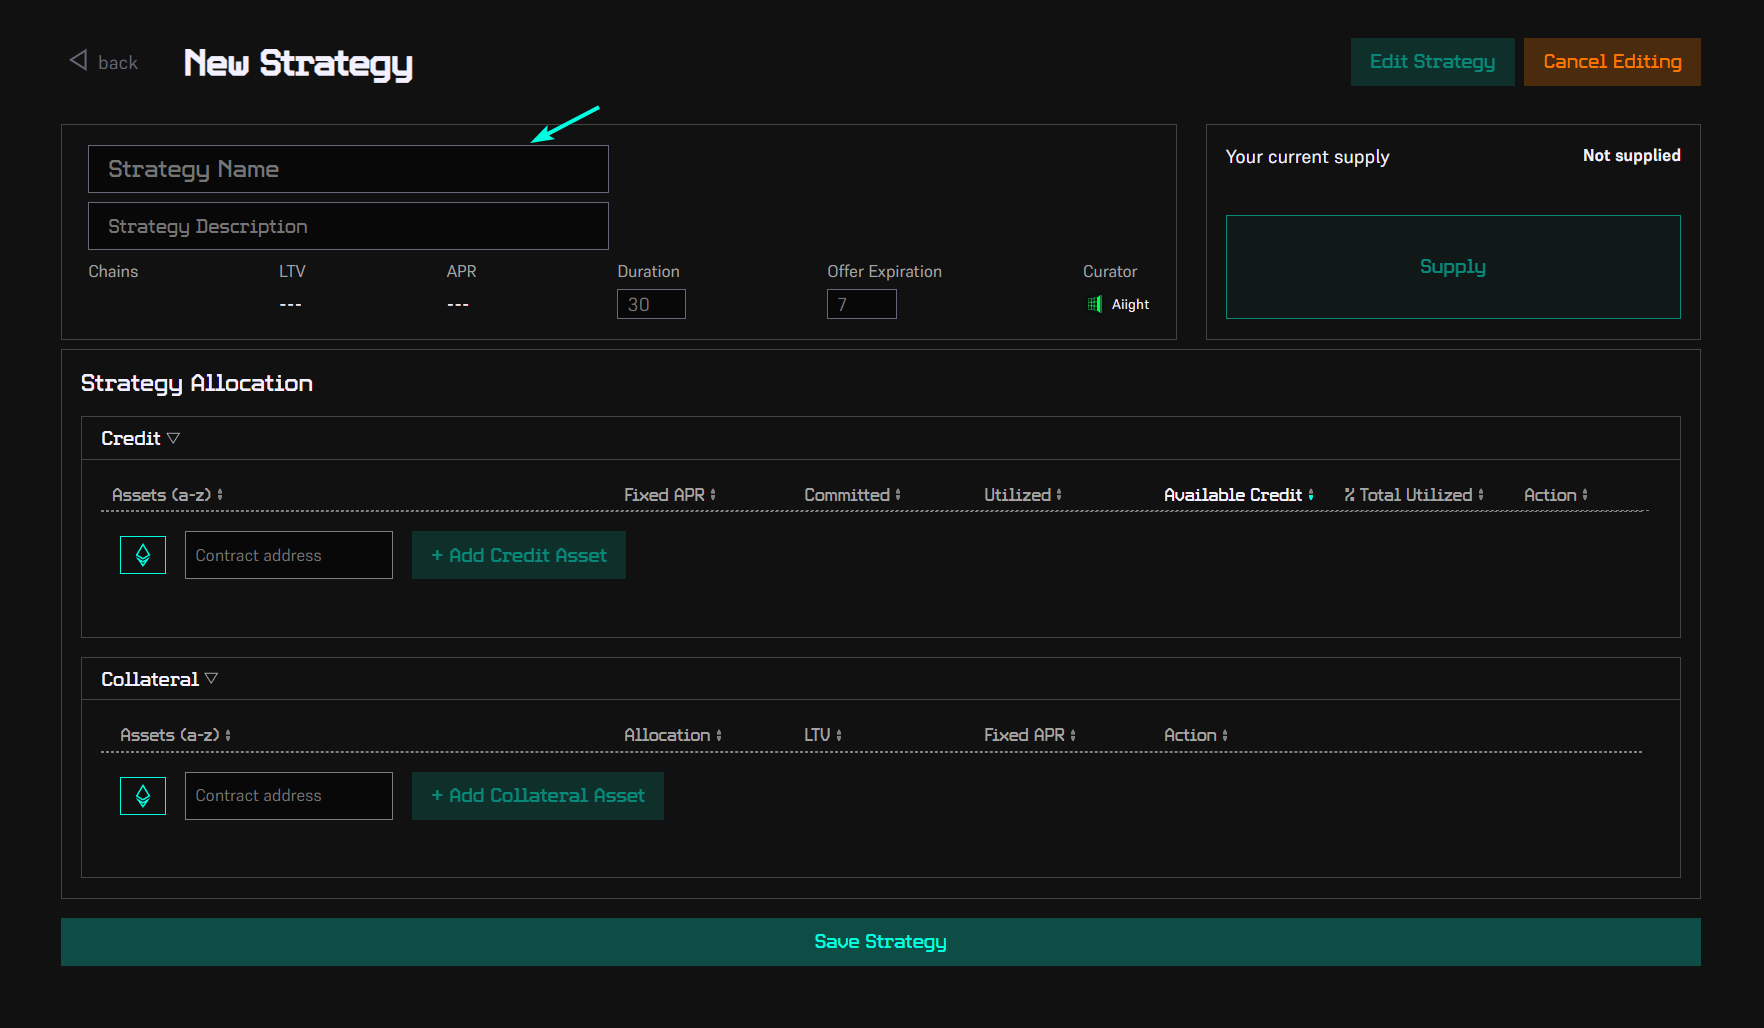 back
New Strategy
Edit Strategy
Cancel Editing
Strategy Name
Strategy Description
Chains LTV APR Duration Offer Expiration Curator
--- --- 30 7 Aiight
Your current supply Not supplied
Supply
Strategy Allocation
Credit
Assets (a-z) Fixed APR Committed Utilized Available Credit % Total Utilized Action
Contract address + Add Credit Asset
Collateral
Assets (a-z) Allocation LTV Fixed APR Action
Contract address + Add Collateral Asset
Save Strategy